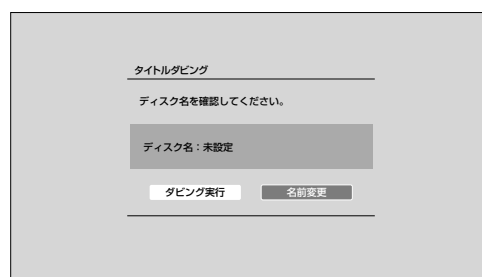 タイトルダビング
ディスク名を確認してください。
ディスク名：未設定
ダビング実行 名前変更